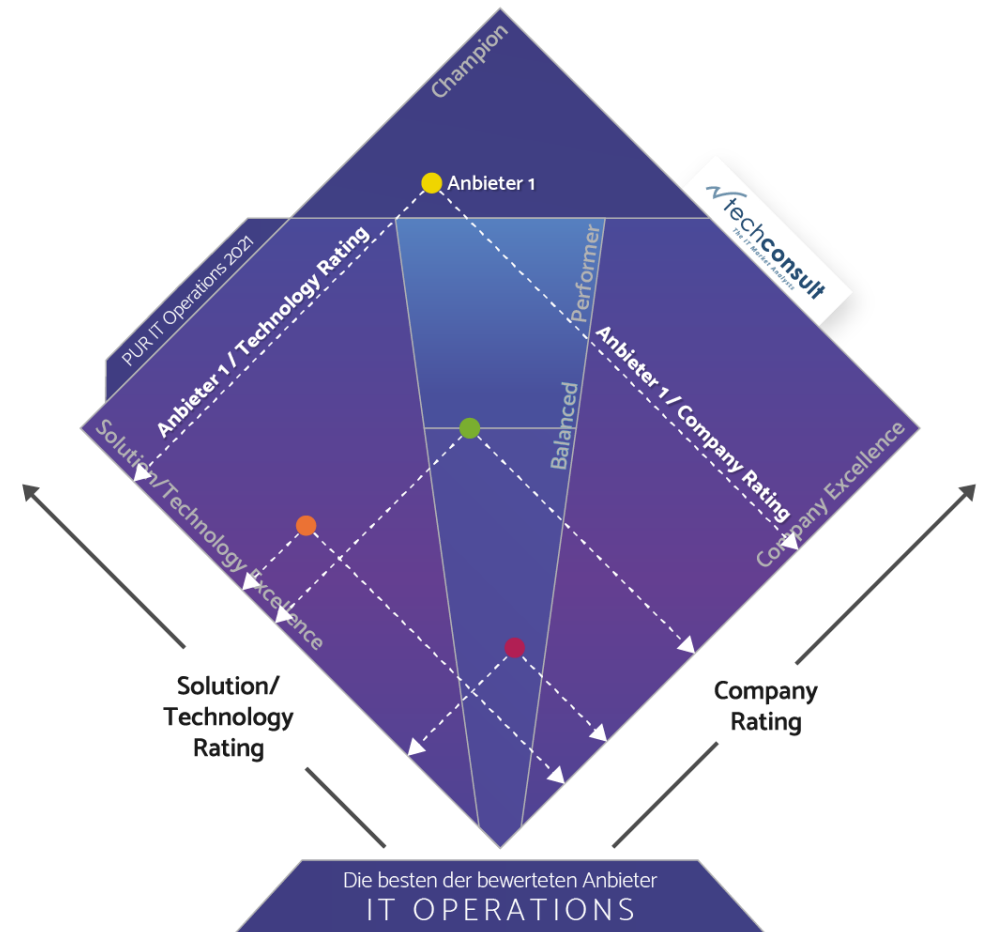 Champion
Anbieter 1
techconsult
The IT Market Analysts
PUR IT Operations 2021
Anbieter 1 / Technology Rating
Performer
Anbieter 1 / Company Rating
Balanced
Solution/Technology Excellence
Company Excellence
Solution/
Technology
Rating
Company
Rating
Die besten der bewerteten Anbieter
IT OPERATIONS